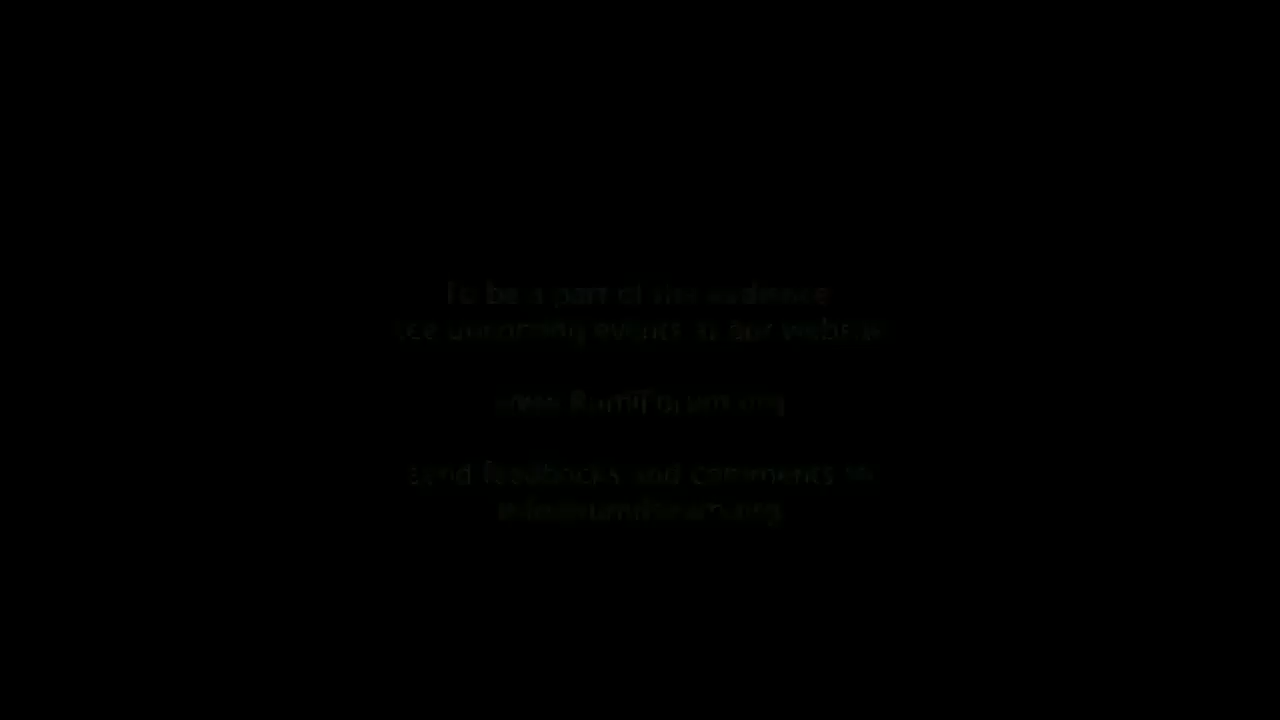 To be a part of the audience
see upcoming events at our website
www.RumiForum.org
send feedbacks and comments to